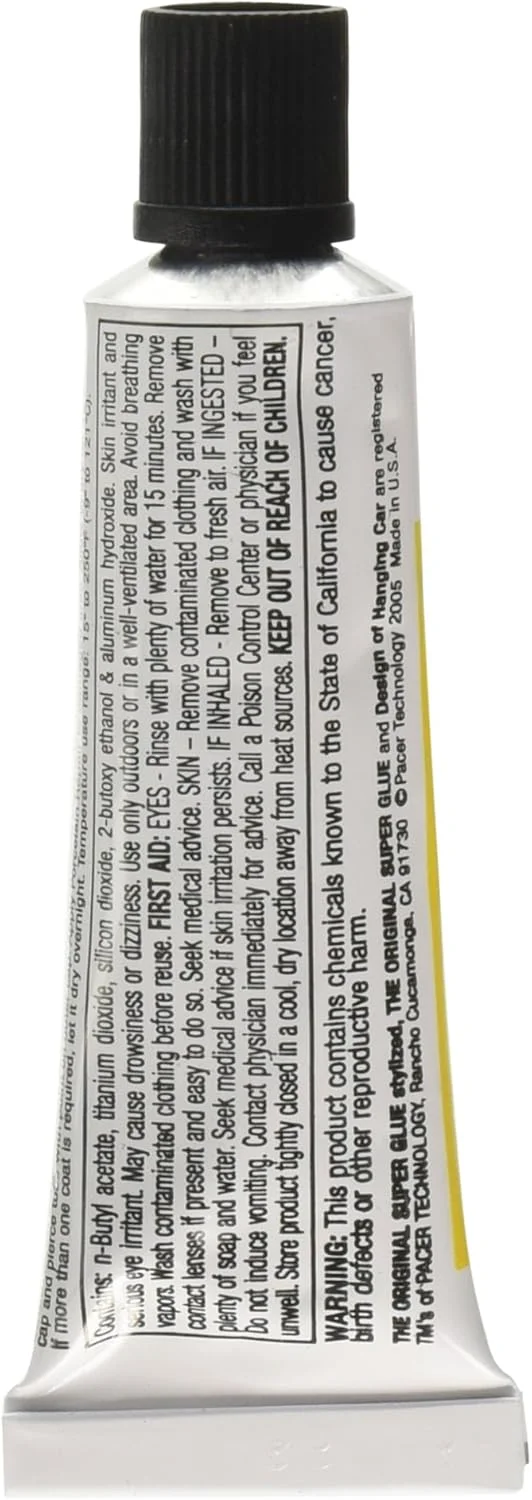 cap and pierce
If more than one coat is required, let it dry overnight. Temperature use range: 15° to 250°F (-9° to 121°C).
Contains: n-Butyl acetate, titanium dioxide, silicon dioxide, 2-butoxy ethanol & aluminum hydroxide. Skin irritant and
serious eye irritant. May cause drowsiness or dizziness. Use only outdoors or in a well-ventilated area. Avoid breathing
vapors. Wash contaminated clothing before reuse. FIRST AID: EYES - Rinse with plenty of water for 15 minutes. Remove
contact lenses if present and easy to do so. Seek medical advice. SKIN – Remove contaminated clothing and wash with
plenty of soap and water. Seek medical advice if skin irritation persists. IF INHALED - Remove to fresh air. IF INGESTED –
Do not induce vomiting. Contact physician immediately for advice. Call a Poison Control Center or physician if you feel
unwell. Store product tightly closed in a cool, dry location away from heat sources. KEEP OUT OF REACH OF CHILDREN.
WARNING: This product contains chemicals known to the State of California to cause cancer,
birth defects or other reproductive harm.
THE ORIGINAL SUPER GLUE stylized, THE ORIGINAL SUPER GLUE and Design of Hanging Car are registered
TM's of PACER TECHNOLOGY, Rancho Cucamonga, CA 91730 © Pacer Technology 2005 Made in U.S.A.